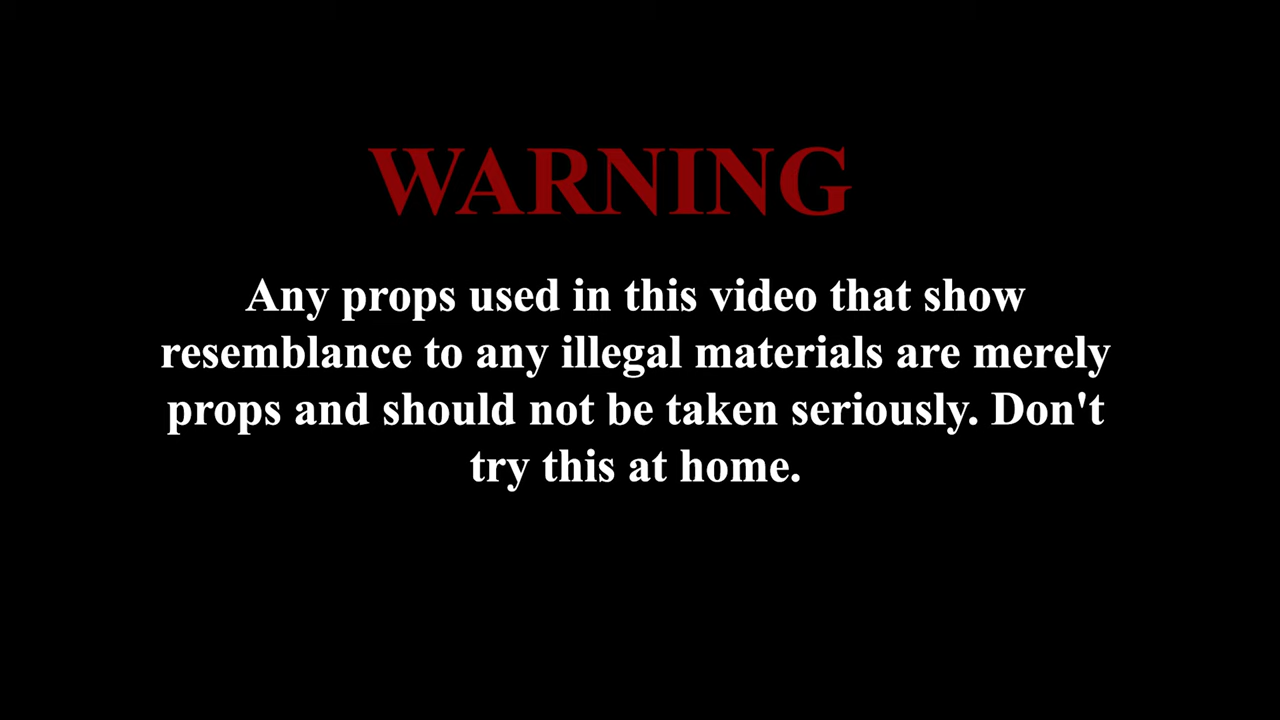 WARNING
Any props used in this video that show
resemblance to any illegal materials are merely
props and should not be taken seriously. Don't
try this at home.